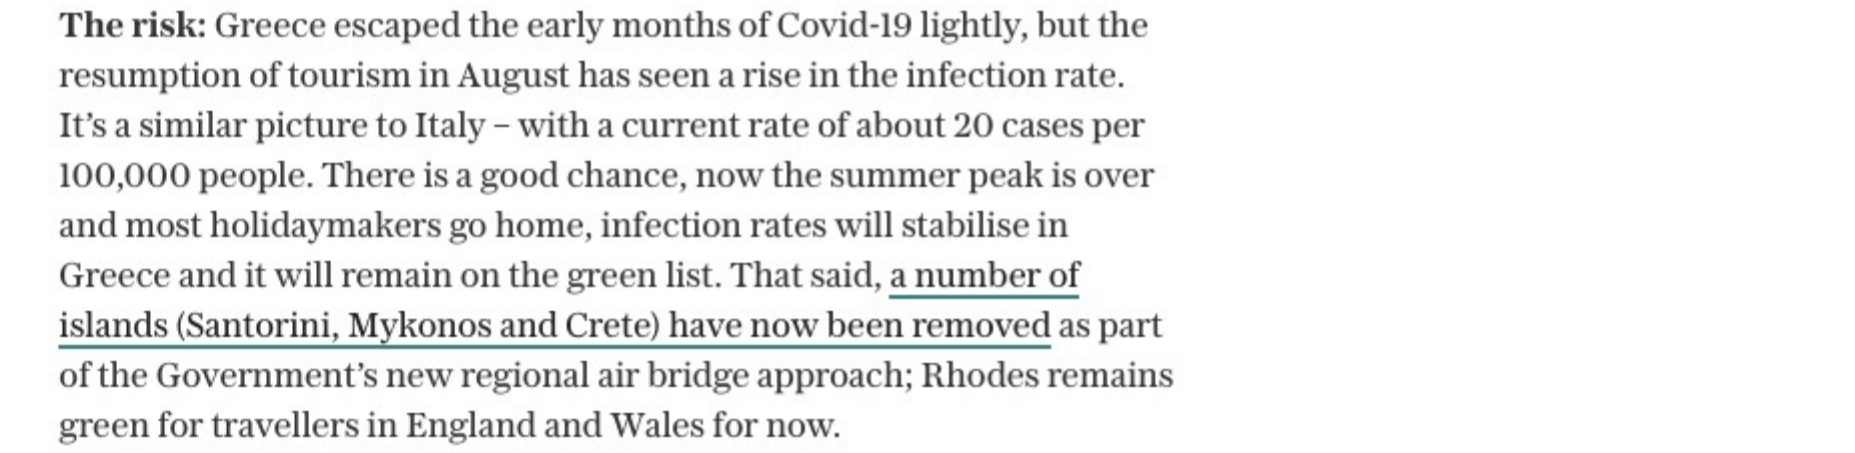 The risk: Greece escaped the early months of Covid-19 lightly, but the
resumption of tourism in August has seen a rise in the infection rate.
It’s a similar picture to Italy – with a current rate of about 20 cases per
100,000 people. There is a good chance, now the summer peak is over
and most holidaymakers go home, infection rates will stabilise in
Greece and it will remain on the green list. That said, a number of
islands (Santorini, Mykonos and Crete) have now been removed as part
of the Government’s new regional air bridge approach; Rhodes remains
green for travellers in England and Wales for now.